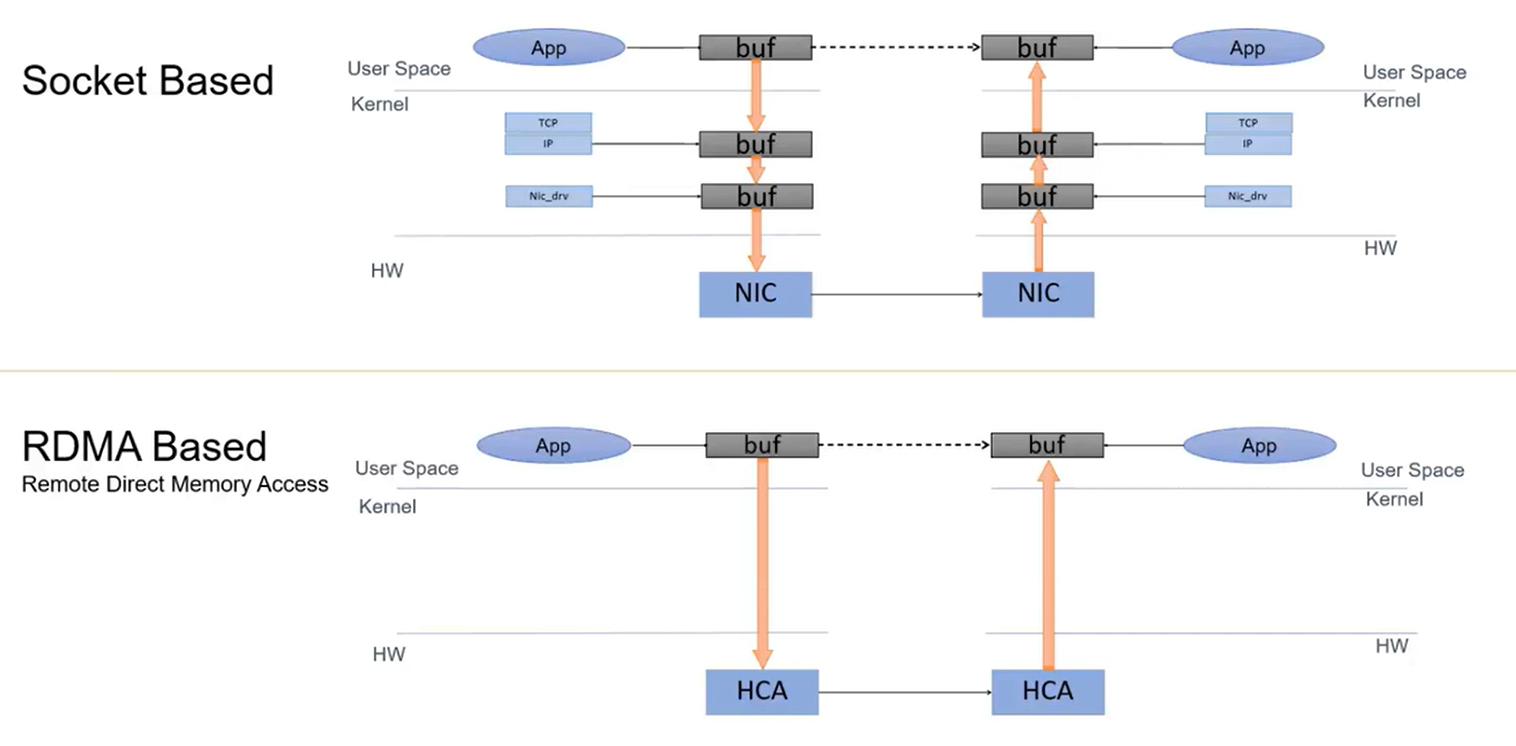 Socket Based
App
buf
buf
App
User Space
Kernel
User Space
Kernel
TCP
IP
buf
buf
TCP
IP
Nic_drv
buf
buf
Nic_drv
HW
HW
NIC
NIC
RDMA Based
Remote Direct Memory Access
App
buf
buf
App
User Space
Kernel
User Space
Kernel
HW
HW
HCA
HCA